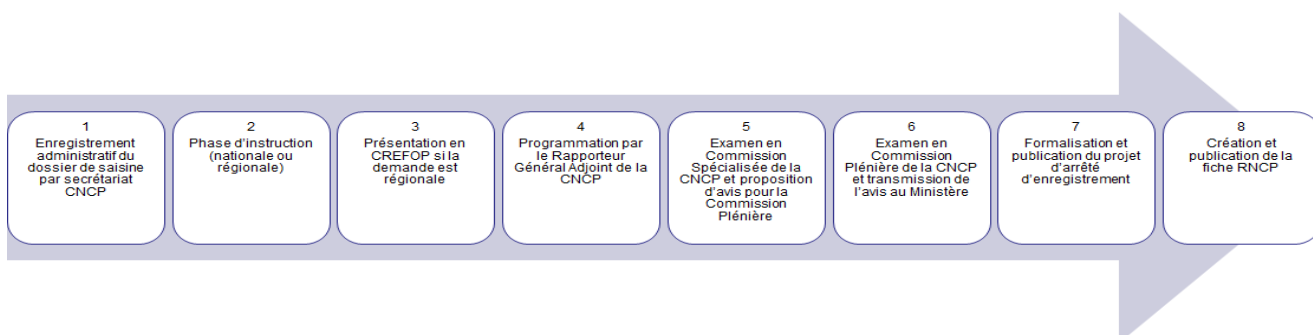 1
Enregistrement
administratif du
dossier de saisine
par secrétariat
CNCP
2
Phase d'instruction
(nationale ou
régionale)
3
Présentation en
CREFOP si la
demande est
régionale
4
Programmation par
le Rapporteur
Général Adjoint de la
CNCP
5
Examen en
Commission
Spécialisée de la
CNCP et proposition
d'avis pour la
Commission
Plénière
6
Examen en
Commission
Plénière de la CNCP
et transmission de
l'avis au Ministère
7
Formalisation et
publication du projet
d'arrêté
d'enregistrement
8
Création et
publication de la
fiche RNCP